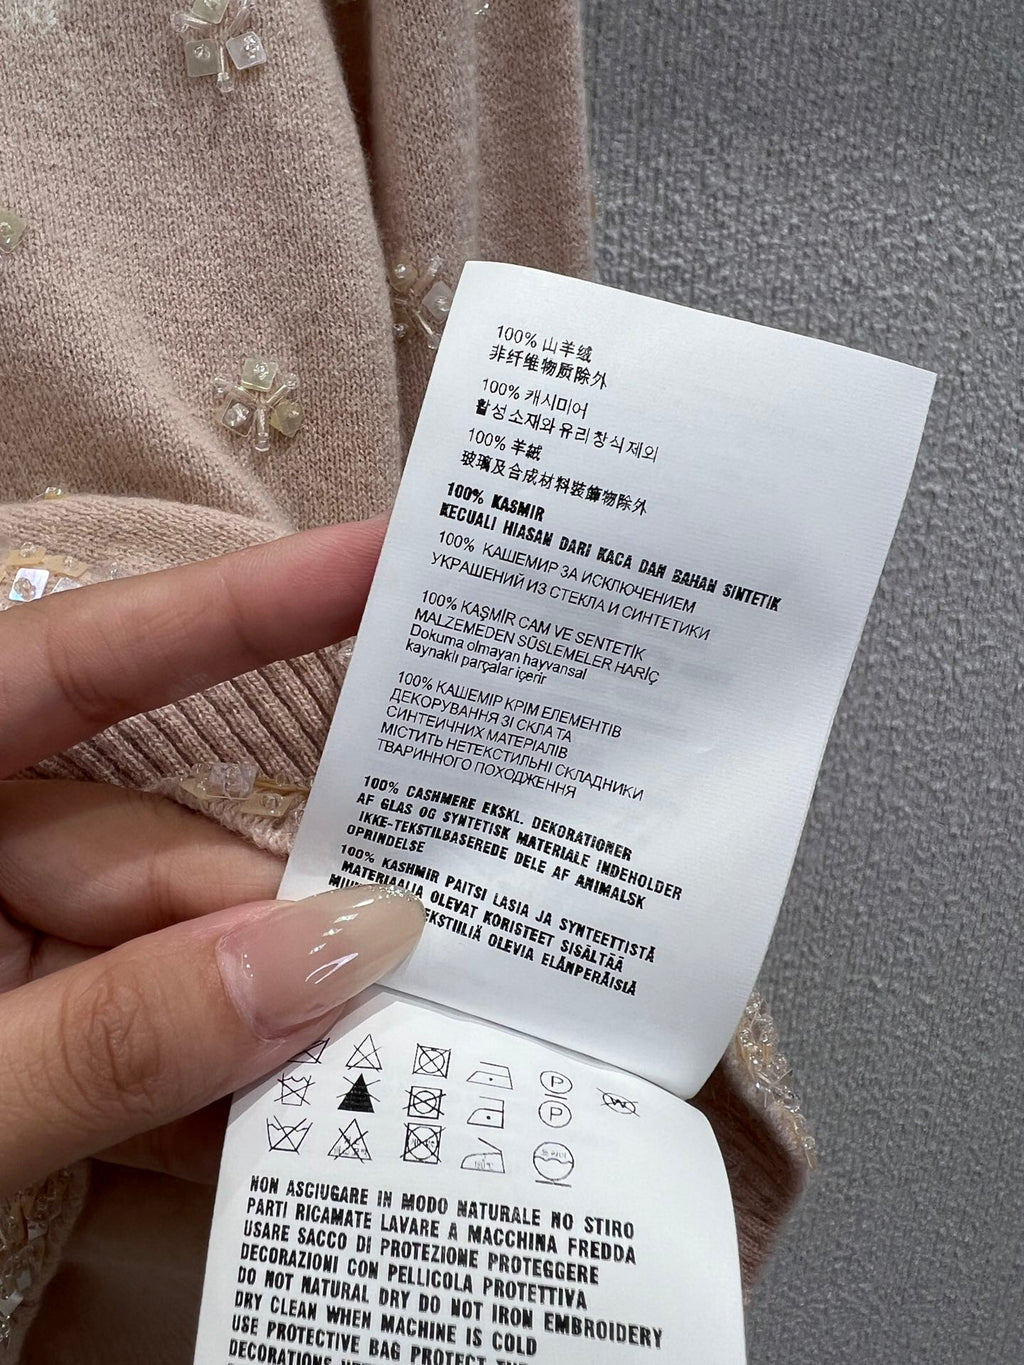 100% 山羊绒
非纤维物质除外
100% 캐시미어
활성소재와유리장식제외
100% 羊絨
玻璃及合成材料裝飾物除外
100% KASMIR
KECUALI HIASAN DARI KACA DAN BAHAN SINTETIK
100% КАШЕМИР ЗА ИСКЛЮЧЕНИЕМ
УКРАШЕНИЙ ИЗ СТЕКЛА И СИНТЕТИКИ
100% KAŞMİR CAM VE SENTETİK
MALZEMEDEN SÜSLEMELER HARİÇ
Dokuma olmayan hayvansal
kaynaklı parçalar içerir
100% КАШЕМІР КРІМ ЕЛЕМЕНТІВ
ДЕКОРУВАННЯ ЗІ СКЛА ТА
СИНТЕИЧНИХ МАТЕРІАЛІВ
МІСТИТЬ НЕТЕКСТИЛЬНІ СКЛАДНИКИ
ТВАРИННОГО ПОХОДЖЕННЯ
100% CASHMERE EKSKL. DEKORATIONER
AF GLAS OG SYNTETISK MATERIALE INDEHOLDER
IKKE-TEKSTILBASEREDE DELE AF ANIMALSK
OPRINDELSE
100% KASHMIR PAITSI LASIA JA SYNTEETTISTÄ
MATERIAALIA OLEVAT KORISTEET SISÄLTÄÄ
OLEVIA ELÄNPERÄISIÄ
P
W
P
NON ASCIUGARE IN MODO NATURALE NO STIRO
PARTI RICAMATE LAVARE A MACCHINA FREDDA
USARE SACCO DI PROTEZIONE PROTEGGERE
DECORAZIONI CON PELLICOLA PROTETTIVA
DO NOT NATURAL DRY DO NOT IRON EMBROIDERY
DRY CLEAN WHEN MACHINE IS COLD
USE PROTECTIVE BAG PROTECT THE
DECORATIONS